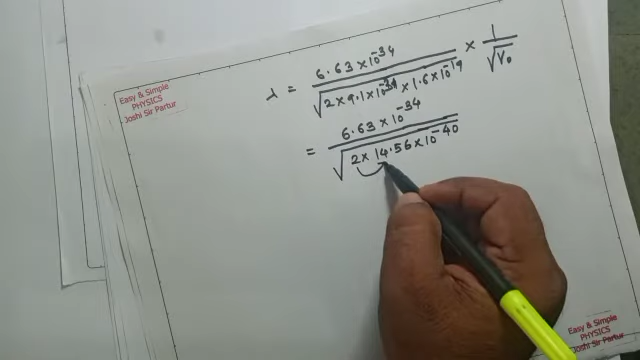 Easy & Simple
PHYSICS
Joshi Sir Partur
λ = 6.63 × 10⁻³⁴ / √(2 × 9.1 × 10⁻³¹ × 1.6 × 10⁻¹⁹) × 1 / √V₀
= 6.63 × 10⁻³⁴ / √(2 × 14.56 × 10⁻⁴⁰)
Easy & Simple
PHYSICS
Joshi Sir Partur